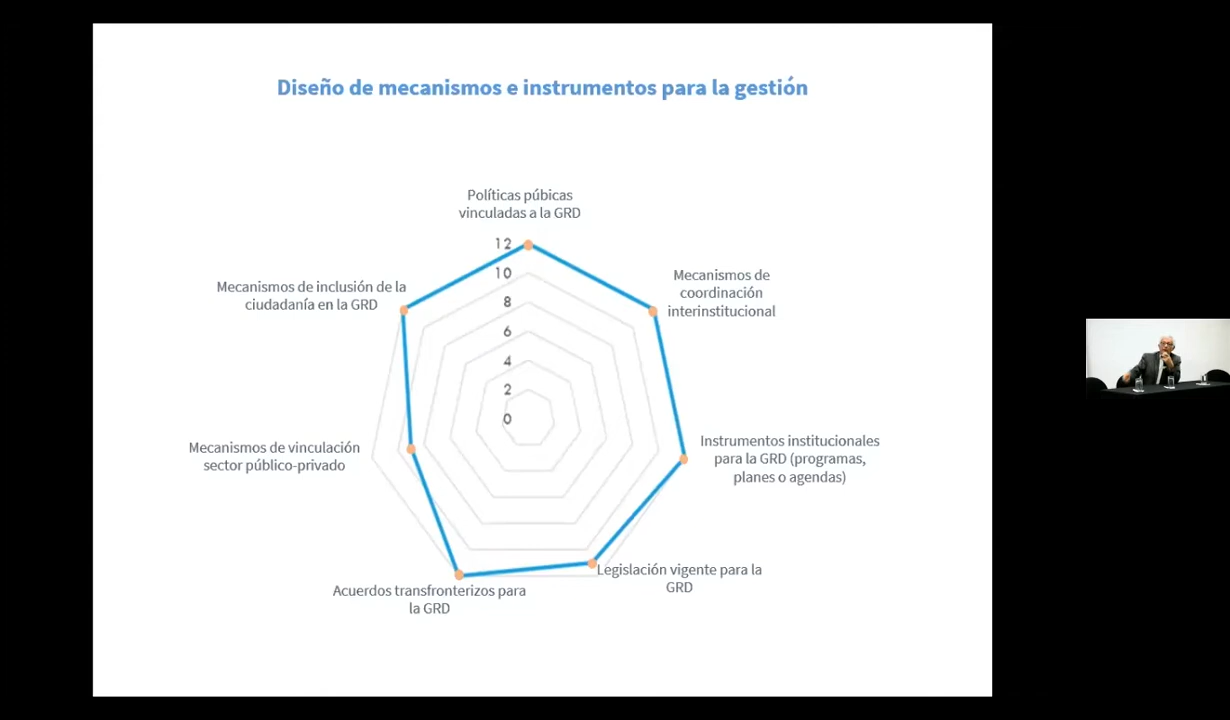 Diseño de mecanismos e instrumentos para la gestión
Políticas púbicas
vinculadas a la GRD
12
10
8
6
4
2
0
Mecanismos de
coordinación
interinstitucional
Mecanismos de inclusión de la
ciudadanía en la GRD
Instrumentos institucionales
para la GRD (programas,
planes o agendas)
Mecanismos de vinculación
sector público-privado
Legislación vigente para la
GRD
Acuerdos transfronterizos para
la GRD